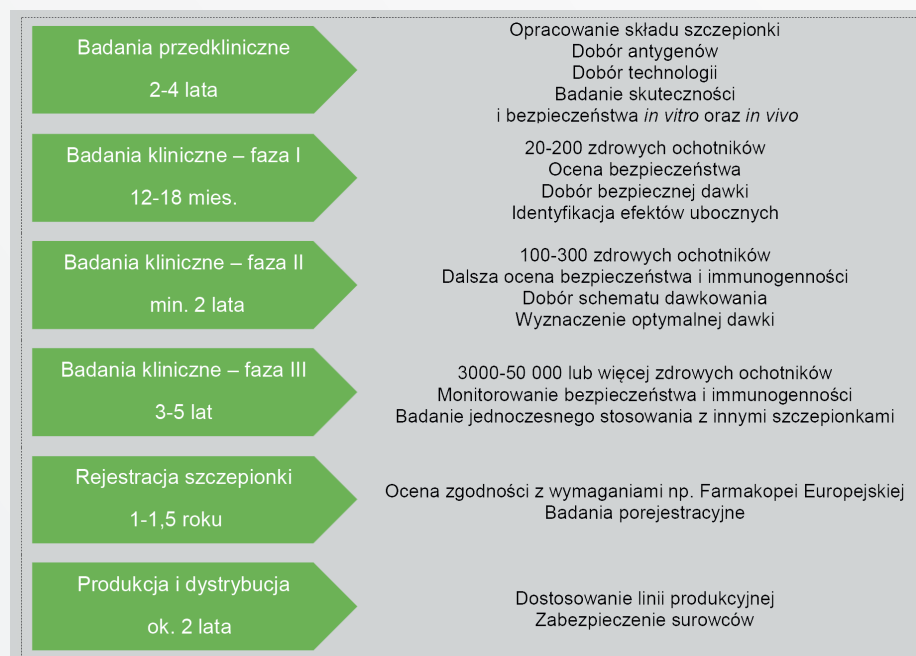 Badania przedkliniczne
2-4 lata
Opracowanie składu szczepionki
Dobór antygenów
Dobór technologii
Badanie skuteczności
i bezpieczeństwa in vitro oraz in vivo
Badania kliniczne – faza I
12-18 mies.
20-200 zdrowych ochotników
Ocena bezpieczeństwa
Dobór bezpiecznej dawki
Identyfikacja efektów ubocznych
Badania kliniczne – faza II
min. 2 lata
100-300 zdrowych ochotników
Dalsza ocena bezpieczeństwa i immunogenności
Dobór schematu dawkowania
Wyznaczenie optymalnej dawki
Badania kliniczne – faza III
3-5 lat
3000-50 000 lub więcej zdrowych ochotników
Monitorowanie bezpieczeństwa i immunogenności
Badanie jednoczesnego stosowania z innymi szczepionkami
Rejestracja szczepionki
1-1,5 roku
Ocena zgodności z wymaganiami np. Farmakopei Europejskiej
Badania porejestracyjne
Produkcja i dystrybucja
ok. 2 lata
Dostosowanie linii produkcyjnej
Zabezpieczenie surowców